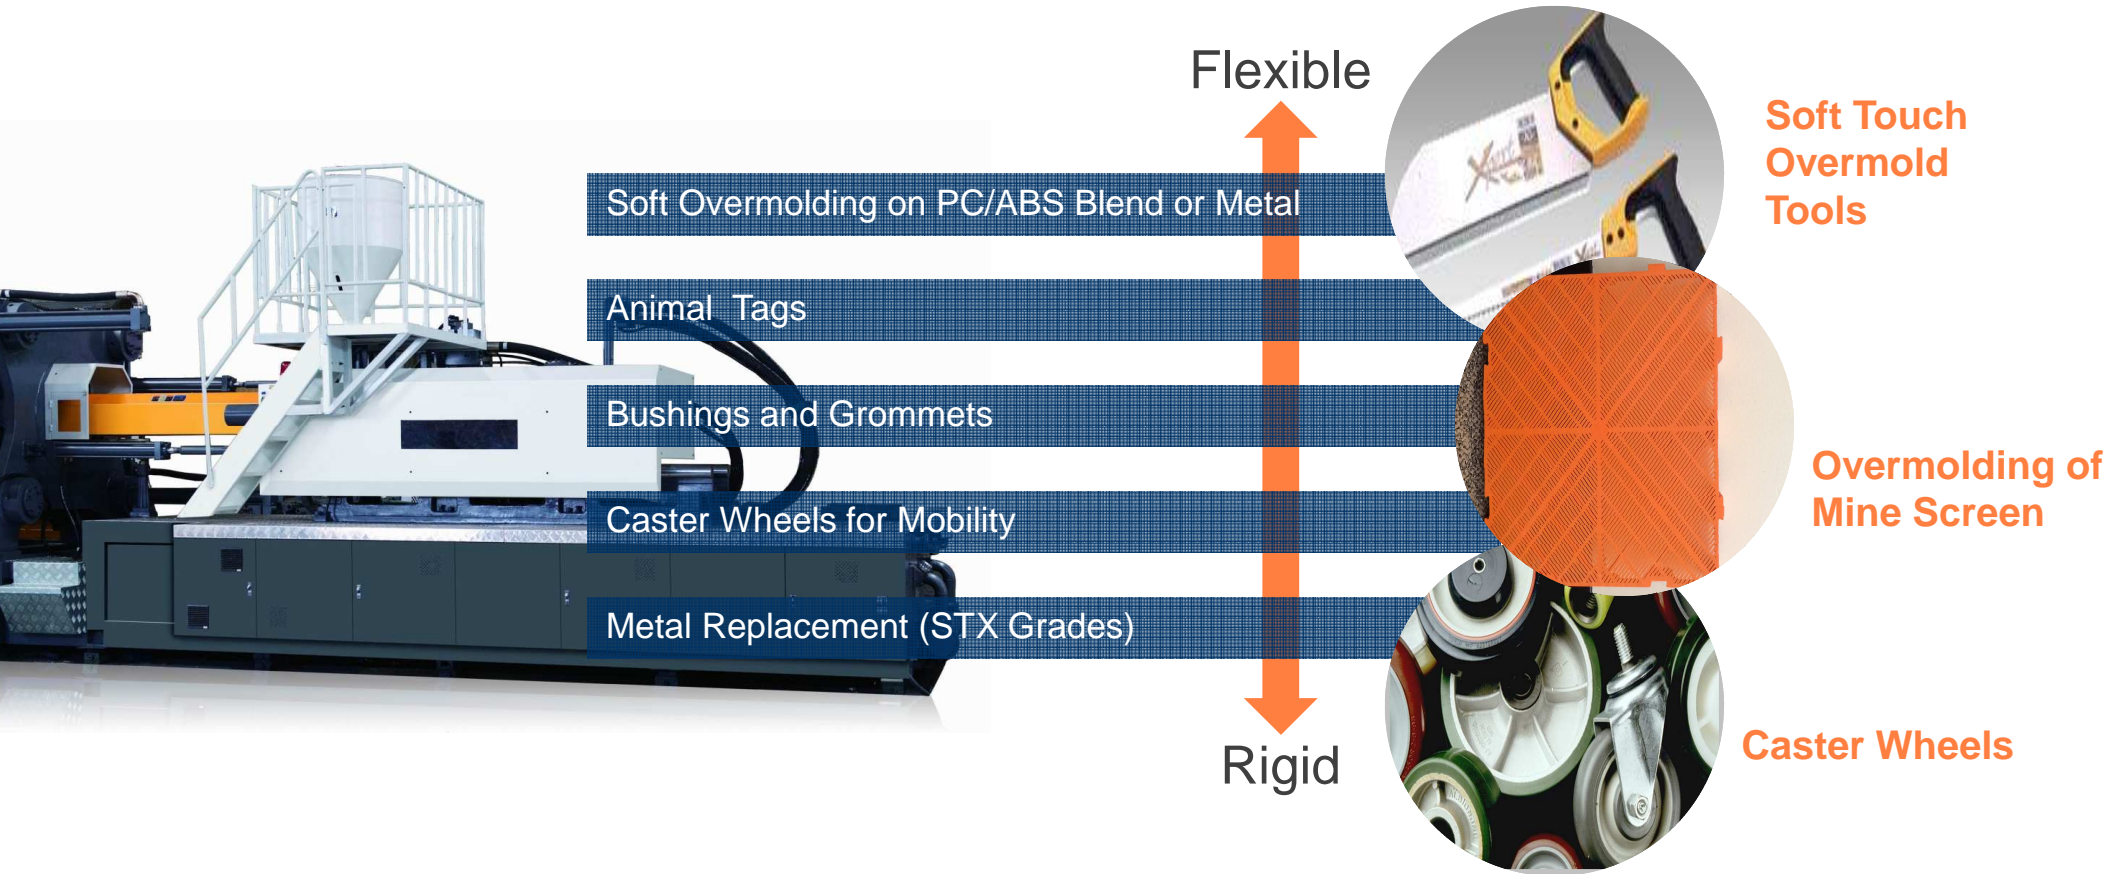 Flexible
Soft Touch
Overmold
Tools
Soft Overmolding on PC/ABS Blend or Metal
Animal  Tags
Bushings and Grommets
Overmolding of
Mine Screen
Caster Wheels for Mobility
Metal Replacement (STX Grades)
Rigid
Caster Wheels